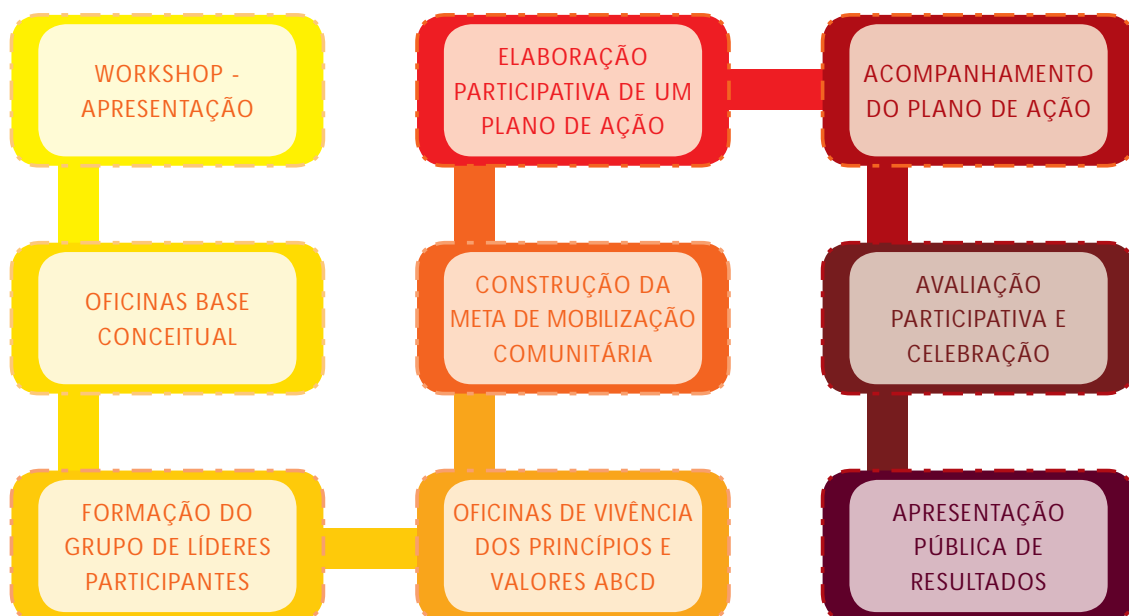 WORKSHOP -
APRESENTAÇÃO
OFICINAS BASE
CONCEITUAL
FORMAÇÃO DO
GRUPO DE LÍDERES
PARTICIPANTES
OFICINAS DE VIVÊNCIA
DOS PRINCÍPIOS E
VALORES ABCD
CONSTRUÇÃO DA
META DE MOBILIZAÇÃO
COMUNITÁRIA
ELABORAÇÃO
PARTICIPATIVA DE UM
PLANO DE AÇÃO
ACOMPANHAMENTO
DO PLANO DE AÇÃO
AVALIAÇÃO
PARTICIPATIVA E
CELEBRAÇÃO
APRESENTAÇÃO
PÚBLICA DE
RESULTADOS